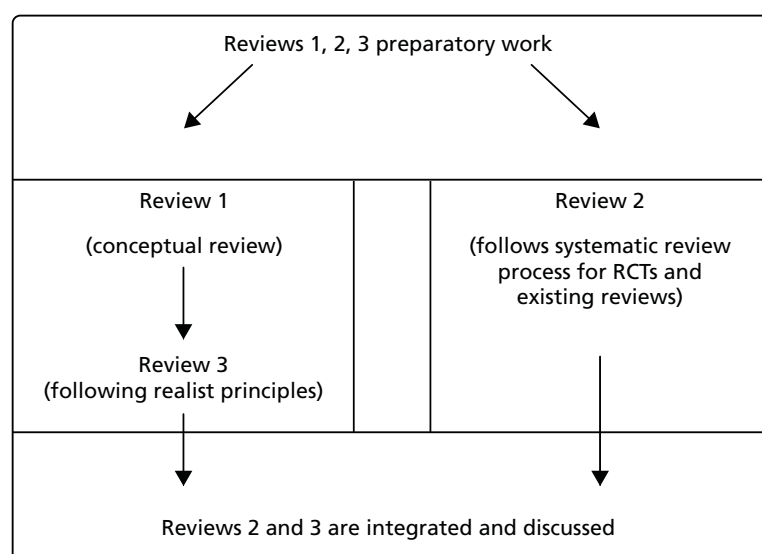 Reviews 1, 2, 3 preparatory work
Review 1
(conceptual review)
Review 3
(following realist principles)
Review 2
(follows systematic review
process for RCTs and
existing reviews)
Reviews 2 and 3 are integrated and discussed